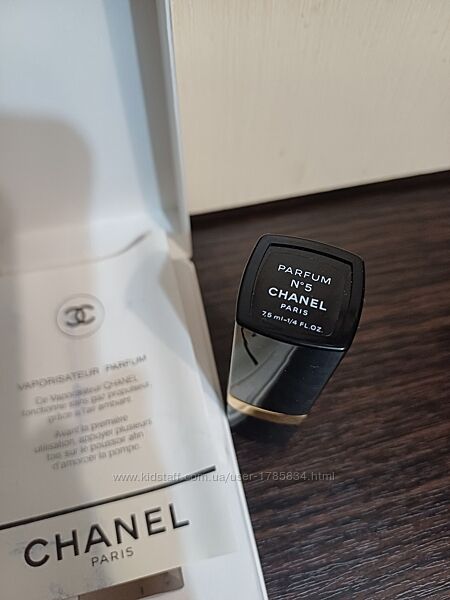 PARFUM
N°5
CHANEL
PARIS
7,5 ml-1/4 FL.OZ.
VAPORISATEUR PARFUM
Ce Vaporisateur CHANEL
fonctionne sans gaz propulseur,
grâce à l'air ambiant.
Avant la première
utilisation, appuyer plusieurs
fois sur le poussoir afin
d'amorcer la pompe.
www.kidstaff.com.ua/user-1785834.html
CHANEL
PARIS